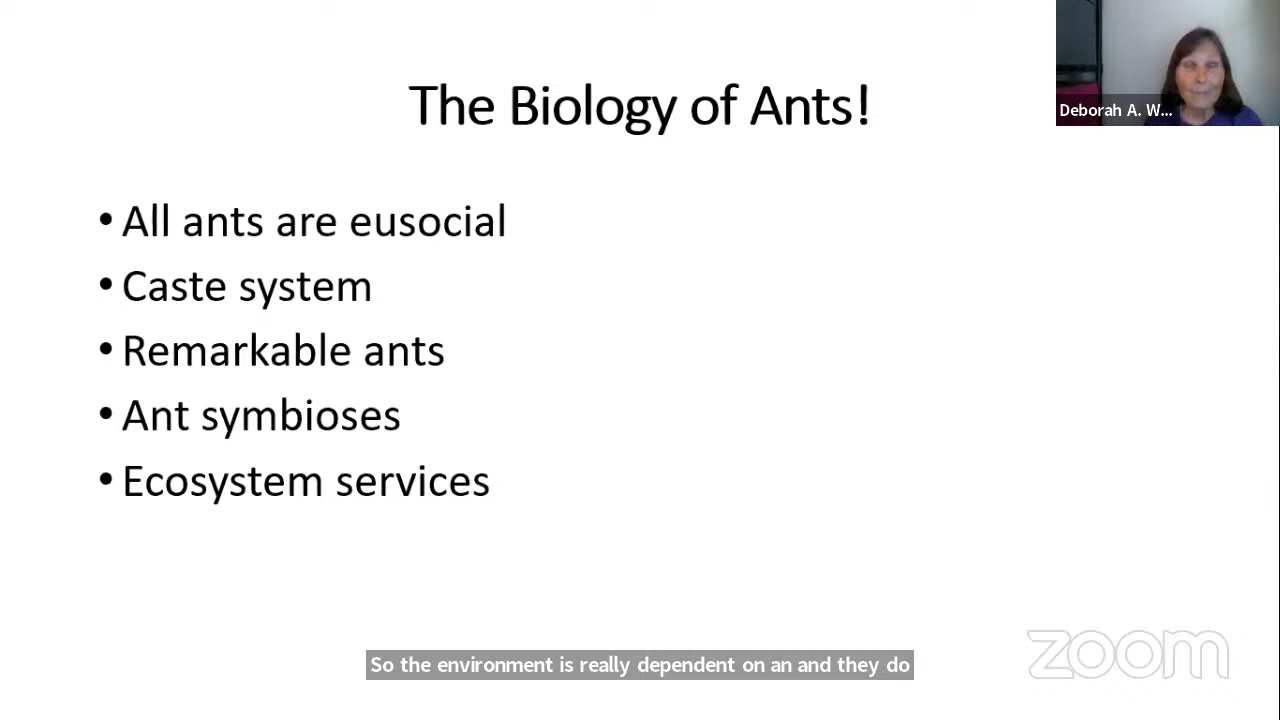 The Biology of Ants!
Deborah A. W...
• All ants are eusocial
• Caste system
• Remarkable ants
• Ant symbioses
• Ecosystem services
So the environment is really dependent on an and they do
zoom